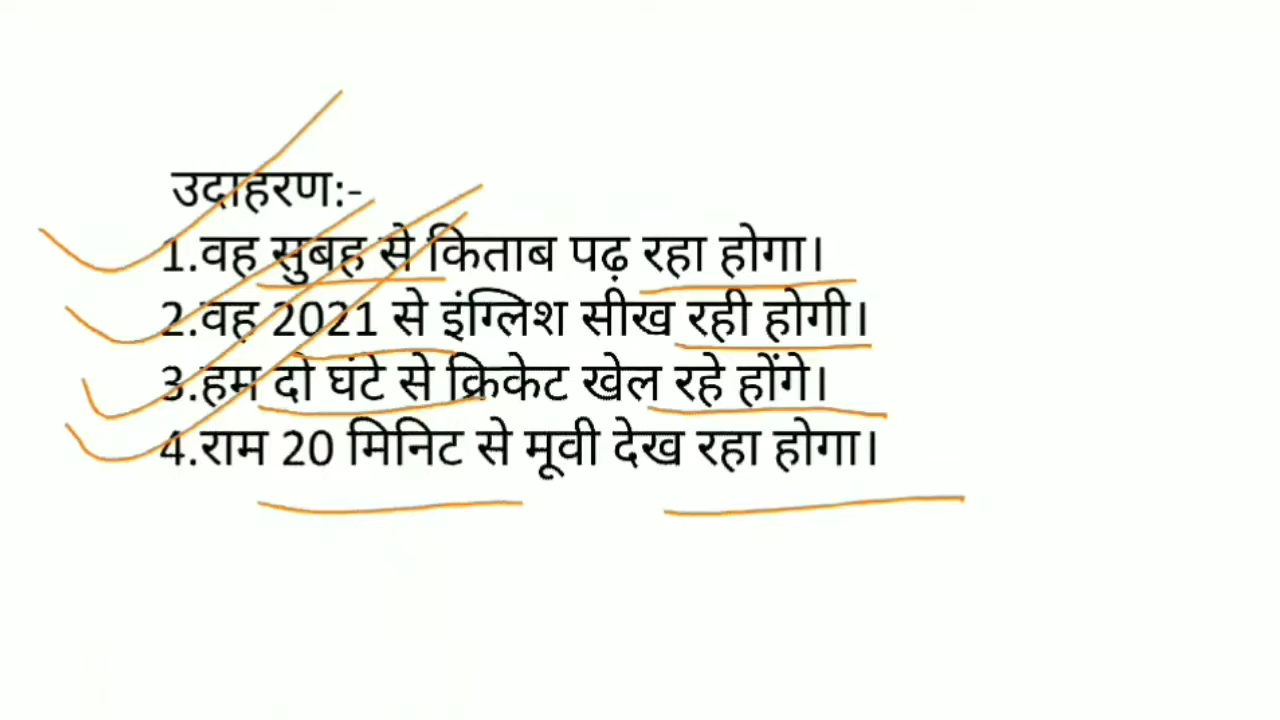 उदाहरण:-
1.वह सुबह से किताब पढ़ रहा होगा।
2.वह 2021 से इंग्लिश सीख रही होगी।
3.हम दो घंटे से क्रिकेट खेल रहे होंगे।
4.राम 20 मिनिट से मूवी देख रहा होगा।